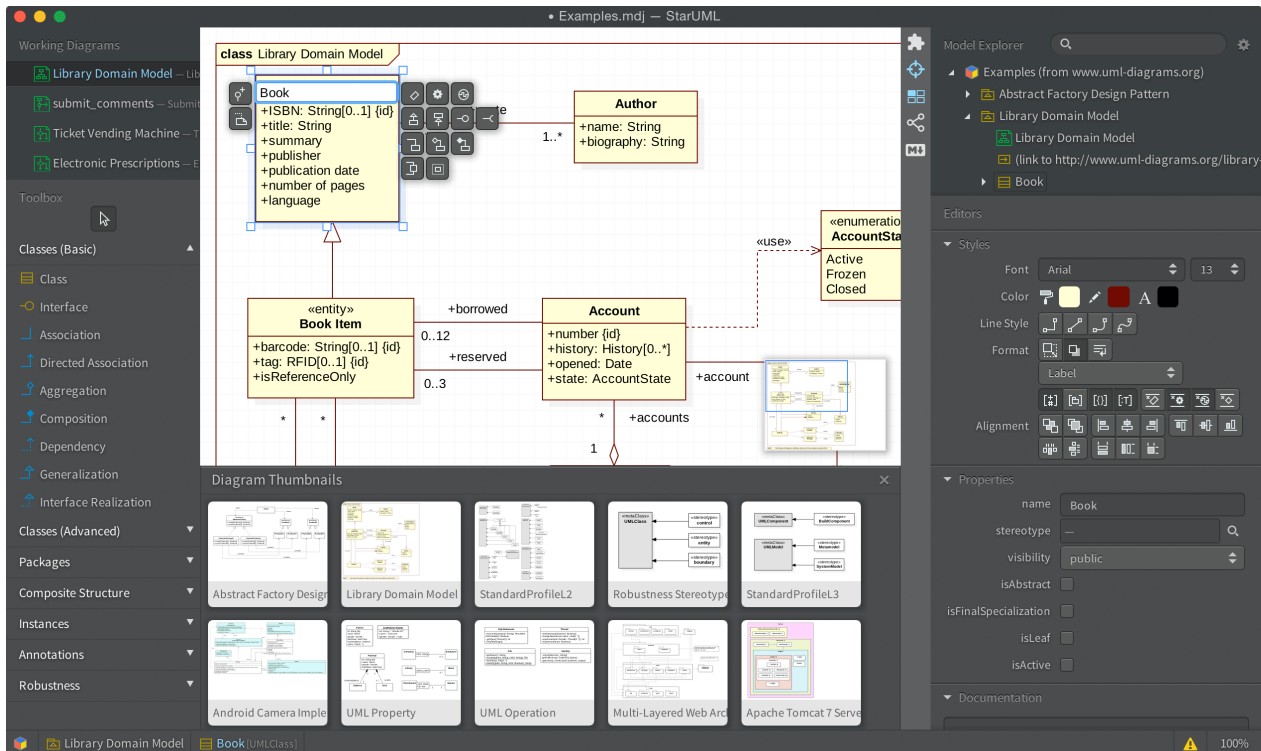 • Examples.mdj — StarUML
Working Diagrams
Library Domain Model — Lib
submit_comments — Submit
Ticket Vending Machine — T
Electronic Prescriptions — E
Toolbox
Classes (Basic)
Class
Interface
Association
Directed Association
Aggregation
Composition
Dependency
Generalization
Interface Realization
Classes (Advanced)
Packages
Composite Structure
Instances
Annotations
Robustness
class Library Domain Model
Book
+ISBN: String[0..1] {id}
+title: String
+summary
+publisher
+publication date
+number of pages
+language
1..*
Author
+name: String
+biography: String
«use»
«enumeratio
AccountSta
Active
Frozen
Closed
«entity»
Book Item
+barcode: String[0..1] {id}
+tag: RFID[0..1] {id}
+isReferenceOnly
+borrowed
0..12
+reserved
0..3
Account
+number {id}
+history: History[0..*]
+opened: Date
+state: AccountState
+account
* *
* +accounts
1
Diagram Thumbnails
Abstract Factory Design
Library Domain Model
StandardProfileL2
Robustness Stereotype
StandardProfileL3
Android Camera Imple
UML Property
UML Operation
Multi-Layered Web Arc
Apache Tomcat 7 Serve
Model Explorer
Examples (from www.uml-diagrams.org)
Abstract Factory Design Pattern
Library Domain Model
Library Domain Model
(link to http://www.uml-diagrams.org/library-
Book
Editors
Styles
Font Arial 13
Color A
Line Style
Format
Label
Alignment
Properties
name Book
stereotype —
visibility public
isAbstract
isFinalSpecialization
isLeaf
isActive
Documentation
Library Domain Model Book [UMLClass] 100%